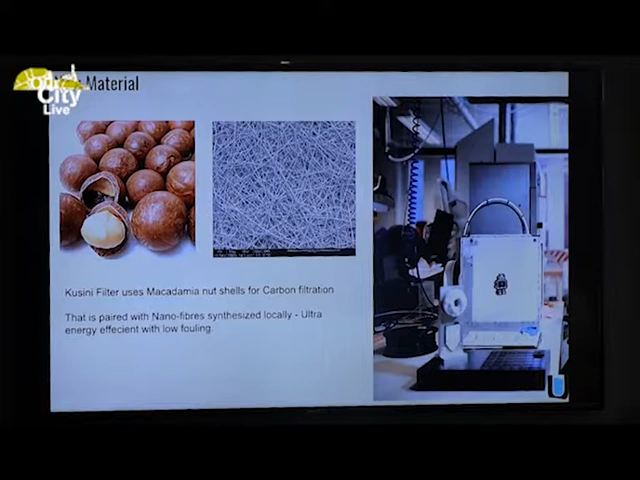 Our
City
Live
Material
Kusini Filter uses Macadamia nut shells for Carbon filtration
That is paired with Nano-fibres synthesized locally - Ultra
energy effecient with low fouling.